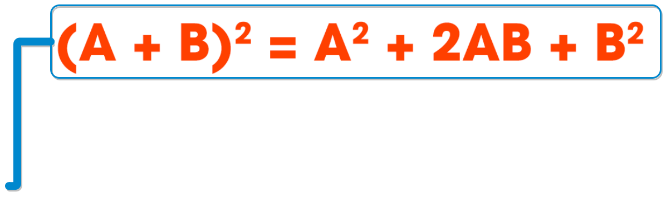 (A + B)² = A² + 2AB + B²